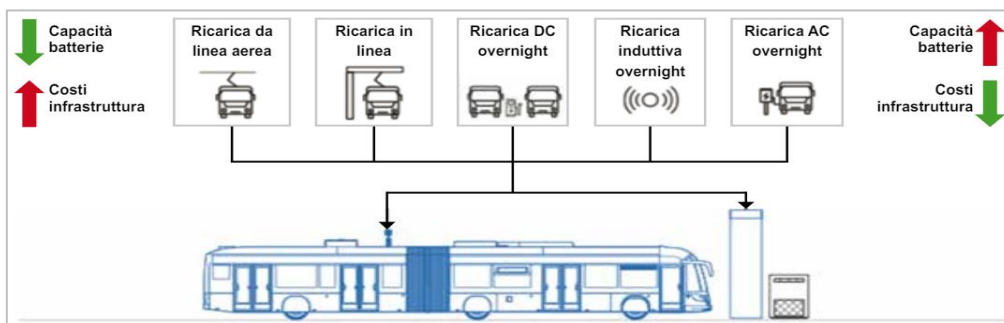 Capacità
batterie
Costi
infrastruttura
Ricarica da
linea aerea
Ricarica in
linea
Ricarica DC
overnight
Ricarica
induttiva
overnight
Ricarica AC
overnight
Capacità
batterie
Costi
infrastruttura